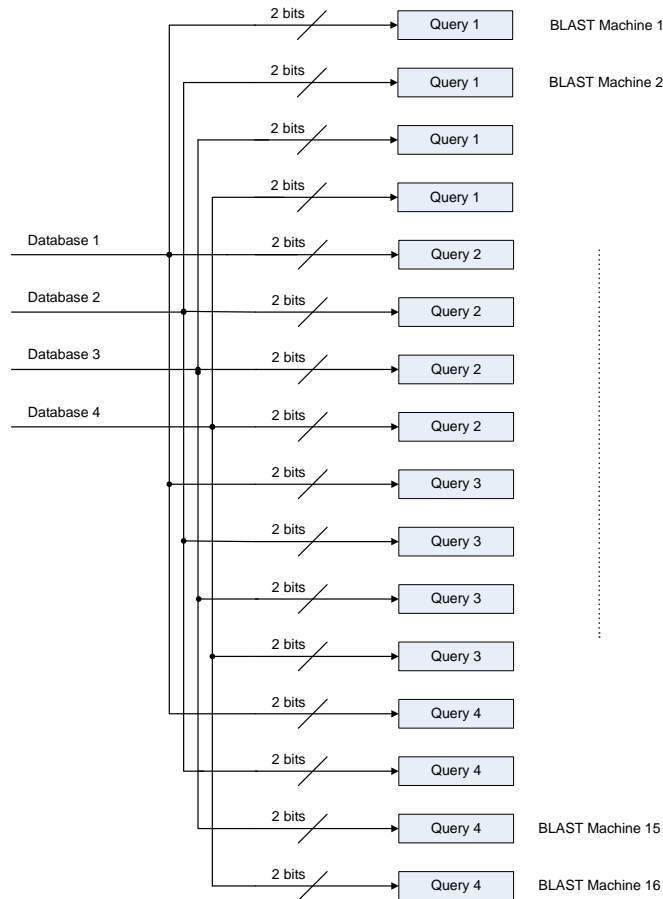 2 bits Query 1 BLAST Machine 1
2 bits Query 1 BLAST Machine 2
2 bits Query 1
2 bits Query 1
Database 1 2 bits Query 2
Database 2 2 bits Query 2
Database 3 2 bits Query 2
Database 4 2 bits Query 2
2 bits Query 3
2 bits Query 3
2 bits Query 3
2 bits Query 3
2 bits Query 4
2 bits Query 4
2 bits Query 4 BLAST Machine 15
2 bits Query 4 BLAST Machine 16